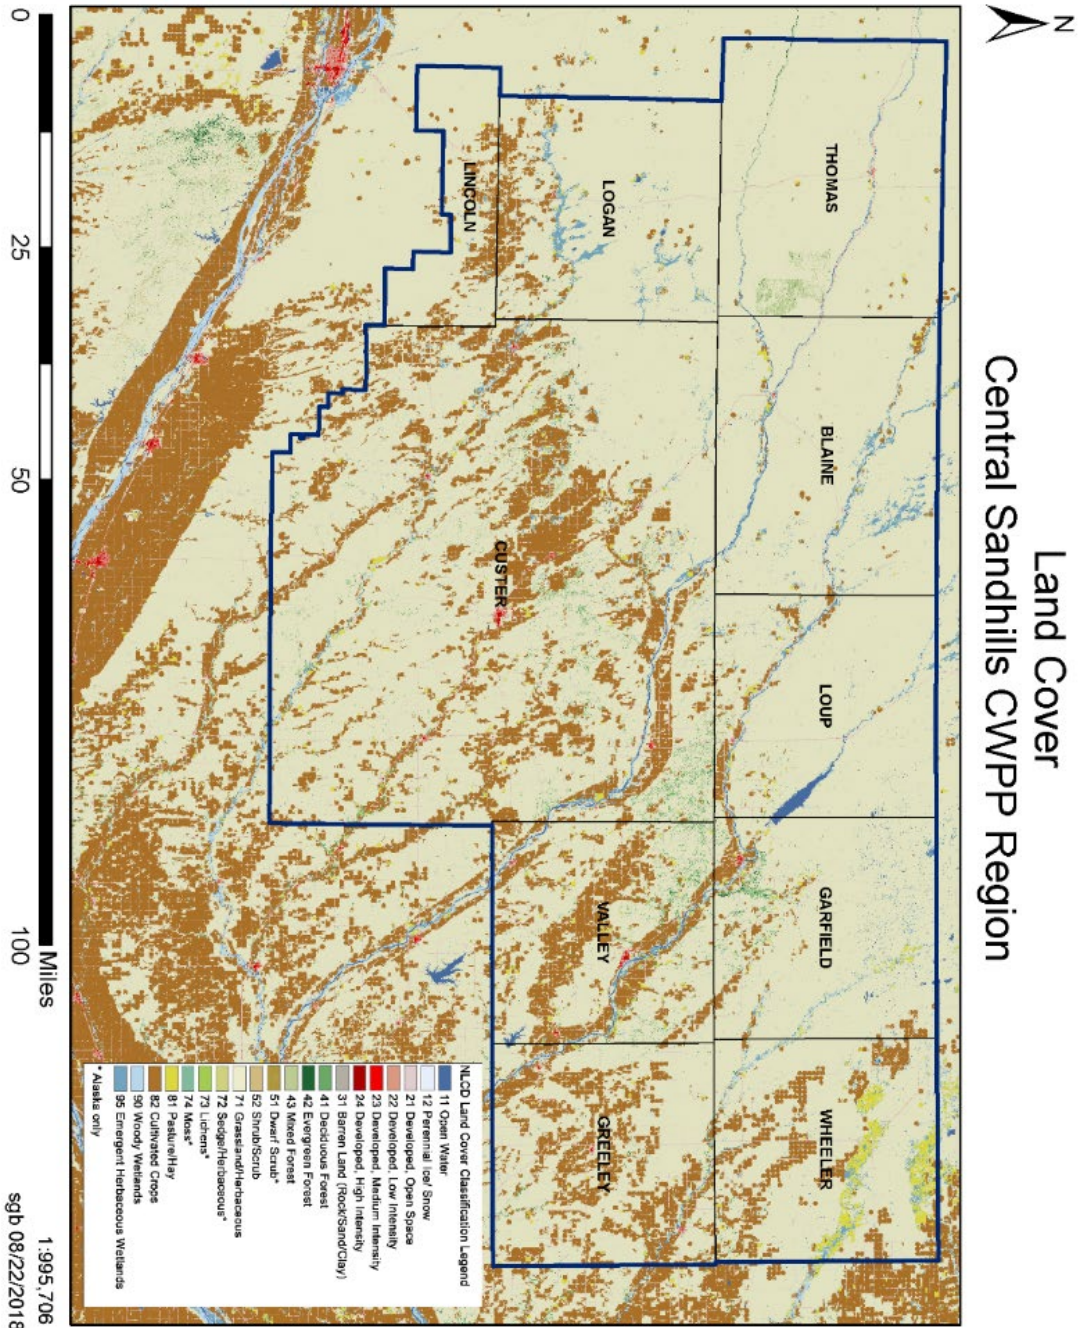 Land Cover
Central Sandhills CWPP Region
N
THOMAS
BLAINE
LOUP
GARFIELD
WHEELER
LOGAN
LINCOLN
CUSTER
VALLEY
GREELEY
NLCD Land Cover Classification Legend
11 Open Water
12 Perennial Ice/ Snow
21 Developed, Open Space
22 Developed, Low Intensity
23 Developed, Medium Intensity
24 Developed, High Intensity
31 Barren Land (Rock/Sand/Clay)
41 Deciduous Forest
42 Evergreen Forest
43 Mixed Forest
51 Dwarf Scrub*
52 Shrub/Scrub
71 Grassland/Herbaceous
72 Sedge/Herbaceous*
73 Lichens*
74 Moss*
81 Pasture/Hay
82 Cultivated Crops
90 Woody Wetlands
95 Emergent Herbaceous Wetlands
* Alaska only
0 25 50 100
Miles
1:995,706
sgb 08/22/2018